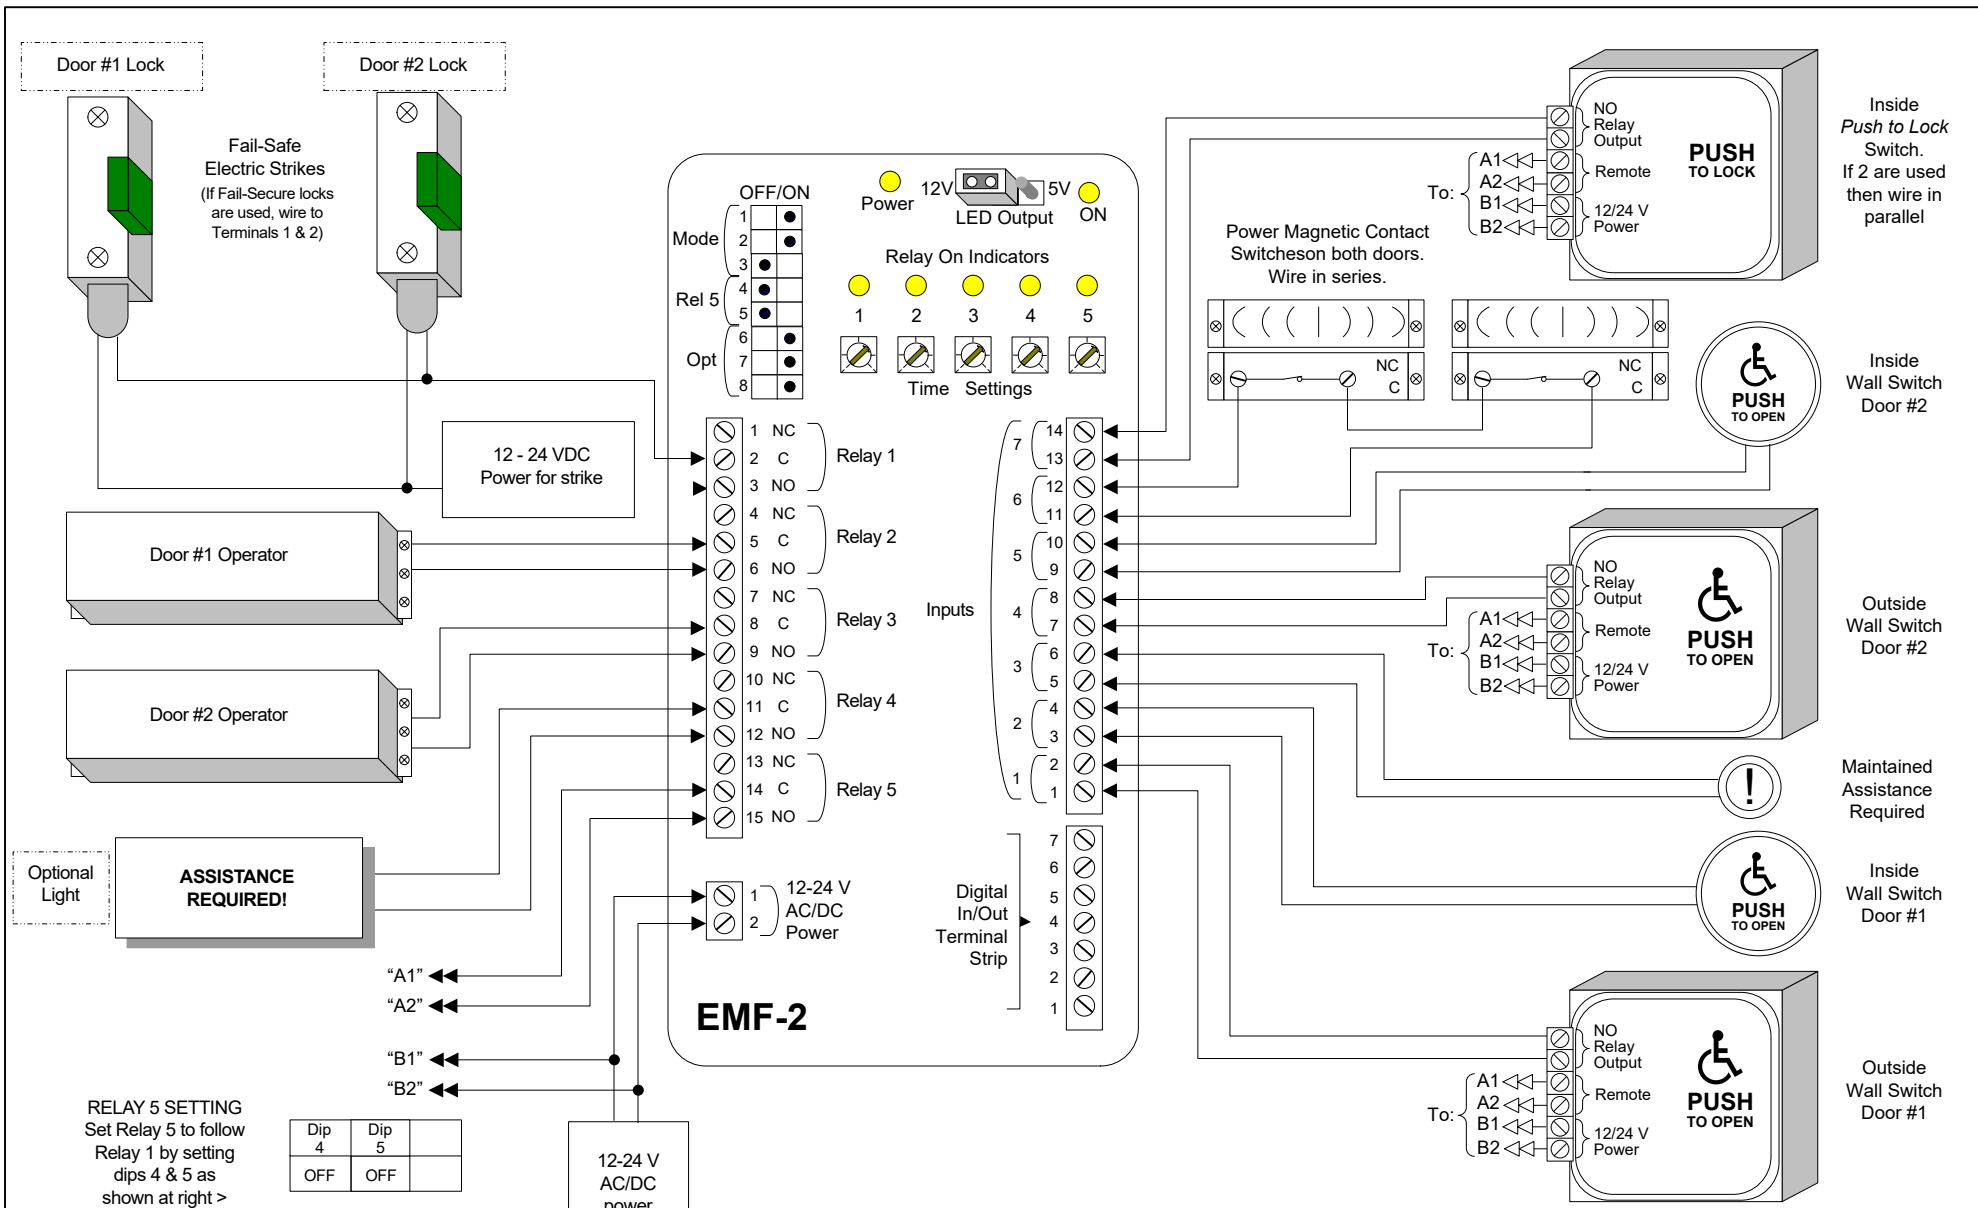 Door #1 Lock
Door #2 Lock
Fail-Safe
Electric Strikes
(If Fail-Secure locks
are used, wire to
Terminals 1 & 2)
12 - 24 VDC
Power for strike
Door #1 Operator
Door #2 Operator
Optional
Light
ASSISTANCE
REQUIRED!
“A1”
“A2”
“B1”
“B2”
RELAY 5 SETTING
Set Relay 5 to follow
Relay 1 by setting
dips 4 & 5 as
shown at right >
Dip
4
Dip
5
OFF
OFF
12-24 V
AC/DC
power
OFF/ON
Mode
1
2
3
Rel 5
4
5
Opt
6
7
8
Power
12V
5V
LED Output
ON
Relay On Indicators
1
2
3
4
5
Time Settings
1 NC
2 C
3 NO
Relay 1
4 NC
5 C
6 NO
Relay 2
7 NC
8 C
9 NO
Relay 3
10 NC
11 C
12 NO
Relay 4
13 NC
14 C
15 NO
Relay 5
1
2
12-24 V
AC/DC
Power
EMF-2
Inputs
7
14
13
6
12
11
5
10
9
4
8
7
3
6
5
2
4
3
1
2
1
Digital
In/Out
Terminal
Strip
7
6
5
4
3
2
1
Power Magnetic Contact
Switcheson both doors.
Wire in series.
NC
C
NC
C
NO
Relay
Output
To:
A1
A2
B1
B2
Remote
12/24 V
Power
PUSH
TO LOCK
Inside
Push to Lock
Switch.
If 2 are used
then wire in
parallel
PUSH
TO OPEN
Inside
Wall Switch
Door #2
NO
Relay
Output
To:
A1
A2
B1
B2
Remote
12/24 V
Power
PUSH
TO OPEN
Outside
Wall Switch
Door #2
!
Maintained
Assistance
Required
PUSH
TO OPEN
Inside
Wall Switch
Door #1
NO
Relay
Output
To:
A1
A2
B1
B2
Remote
12/24 V
Power
PUSH
TO OPEN
Outside
Wall Switch
Door #1